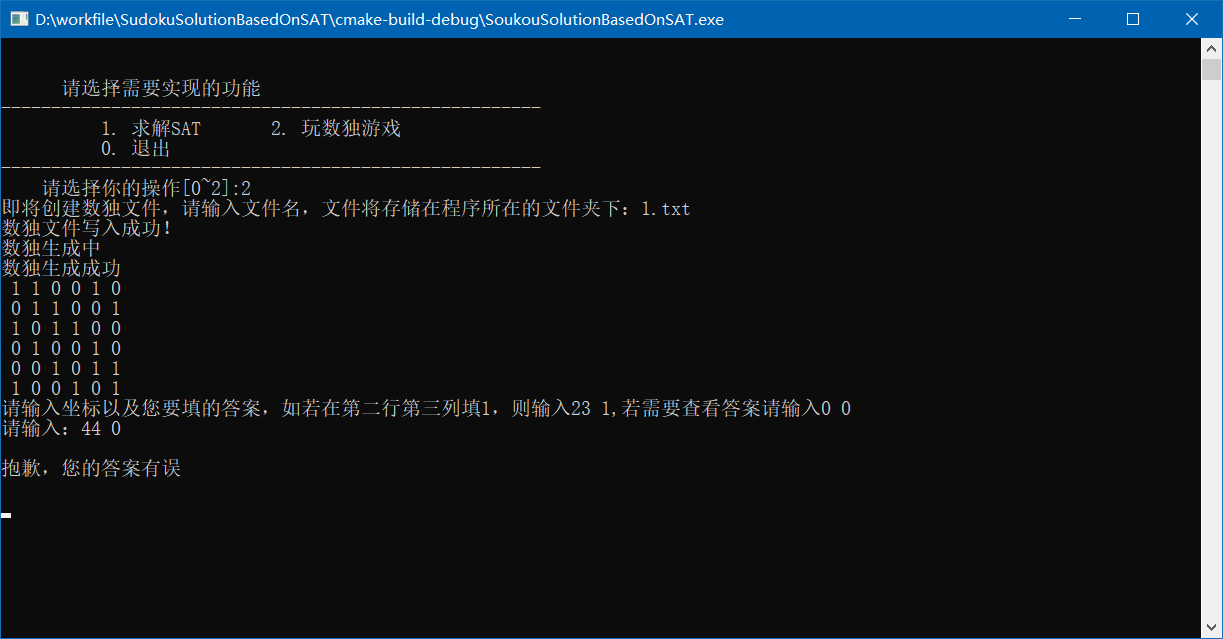 D:\workfile\SudokuSolutionBasedOnSAT\cmake-build-debug\SoukouSolutionBasedOnSAT.exe
请选择需要实现的功能
------------------------------------------------------
1. 求解SAT 2. 玩数独游戏
0. 退出
------------------------------------------------------
请选择你的操作[0~2]:2
即将创建数独文件，请输入文件名，文件将存储在程序所在的文件夹下：1.txt
数独文件写入成功！
数独生成中
数独生成成功
1 1 0 0 1 0
0 1 1 0 0 1
1 0 1 1 0 0
0 1 0 0 1 0
0 0 1 0 1 1
1 0 0 1 0 1
请输入坐标以及您要填的答案，如若在第二行第三列填1，则输入23 1,若需要查看答案请输入0 0
请输入：44 0
抱歉，您的答案有误